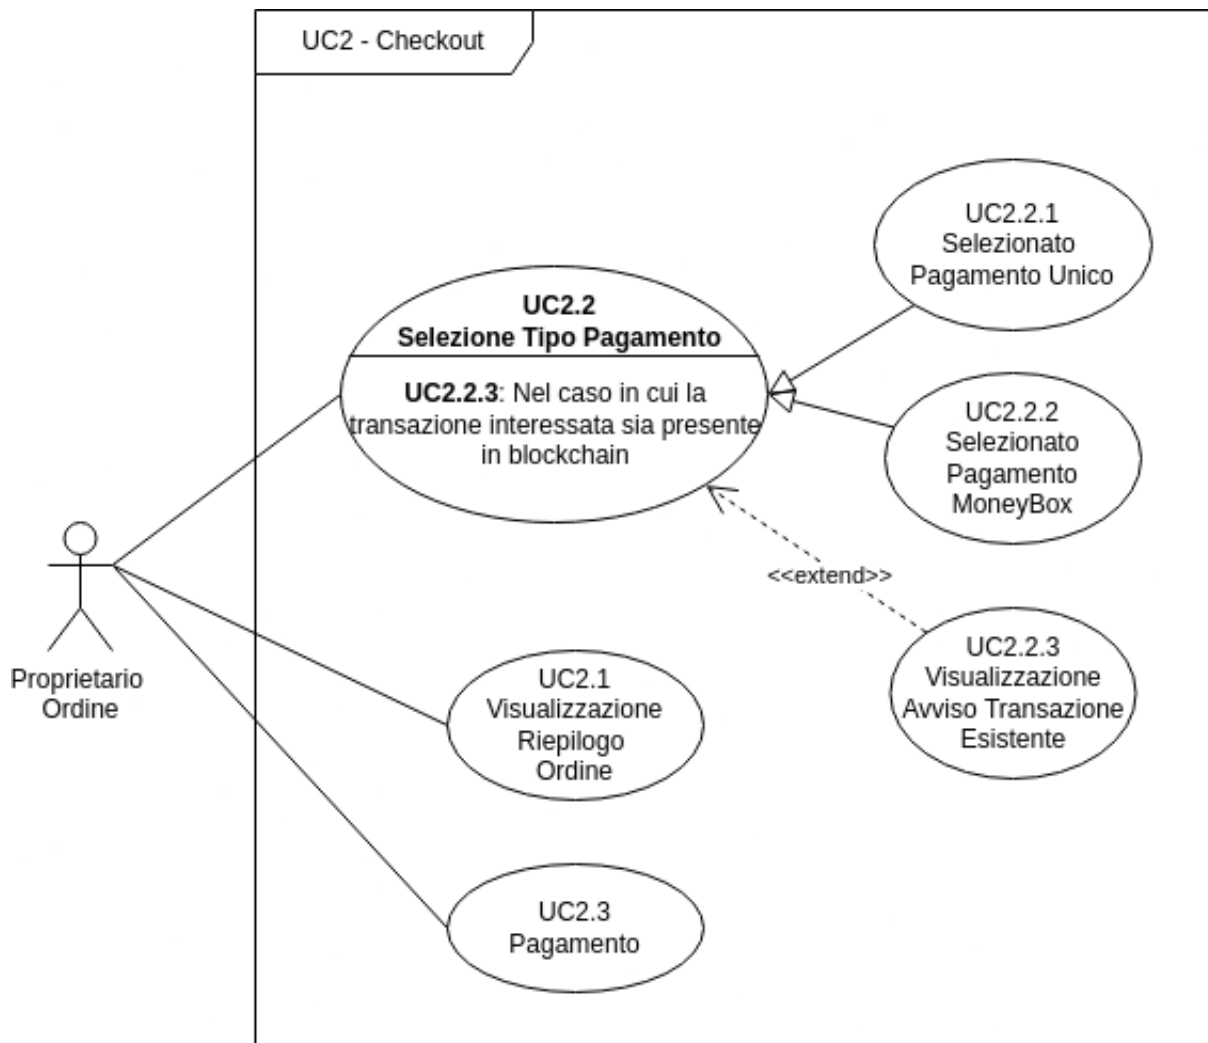 UC2 - Checkout
UC2.2.1
Selezionato
Pagamento Unico
UC2.2
Selezione Tipo Pagamento
UC2.2.3: Nel caso in cui la
transazione interessata sia presente
in blockchain
UC2.2.2
Selezionato
Pagamento
MoneyBox
<<extend>>
UC2.2.3
Visualizzazione
Avviso Transazione
Esistente
Proprietario
Ordine
UC2.1
Visualizzazione
Riepilogo
Ordine
UC2.3
Pagamento